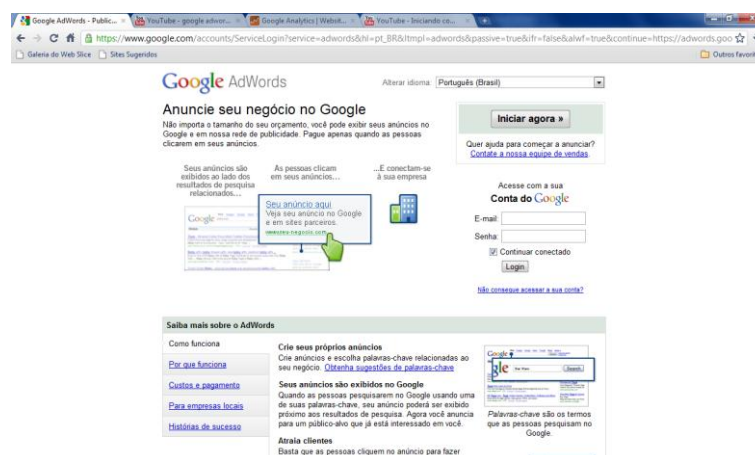 Google AdWords - Public...
YouTube - google adwor...
Google Analytics | Websit...
YouTube - Iniciando co...
https://www.google.com/accounts/ServiceLogin?service=adwords&hl=pt_BR&ltmpl=adwords&passive=true&ifr=false&alwf=true&continue=https://adwords.goo
Galeria do Web Slice
Sites Sugeridos
Outros favorit
Google AdWords
Alterar idioma: Português (Brasil)
Anuncie seu negócio no Google
Não importa o tamanho do seu orçamento, você pode exibir seus anúncios no
Google e em nossa rede de publicidade. Pague apenas quando as pessoas
clicarem em seus anúncios.
Iniciar agora »
Quer ajuda para começar a anunciar?
Contate a nossa equipe de vendas.
Seus anúncios são
exibidos ao lado dos
resultados de pesquisa
relacionados...
As pessoas clicam
em seus anúncios...
...E conectam-se
à sua empresa
Google
Seu anúncio aqui
Veja seu anúncio no Google
e em sites parceiros.
Acesse com a sua
Conta do Google
E-mail:
Senha:
Continuar conectado
Login
Não consegue acessar a sua conta?
Saiba mais sobre o AdWords
Como funciona
Por que funciona
Custos e pagamento
Para empresas locais
Histórias de sucesso
Crie seus próprios anúncios
Crie anúncios e escolha palavras-chave relacionadas ao
seu negócio. Obtenha sugestões de palavras-chave
Seus anúncios são exibidos no Google
Quando as pessoas pesquisarem no Google usando uma
de suas palavras-chave, seu anúncio poderá ser exibido
próximo aos resultados de pesquisa. Agora você anuncia
para um público-alvo que já está interessado em você.
Atraia clientes
Basta que as pessoas cliquem no anúncio para fazer
Google
gle
Search
Palavras-chave são os termos
que as pessoas pesquisam no
Google.